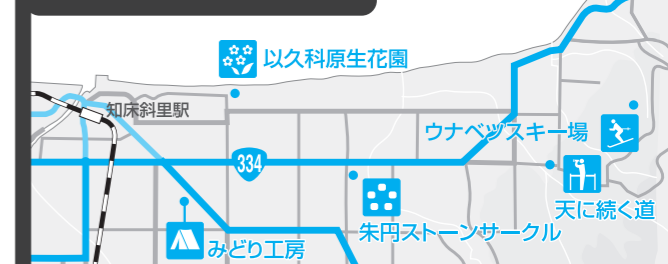 以久科原生花園
知床斜里駅
ウナベツスキー場
334
天に続く道
朱円ストーンサークル
みどり工房